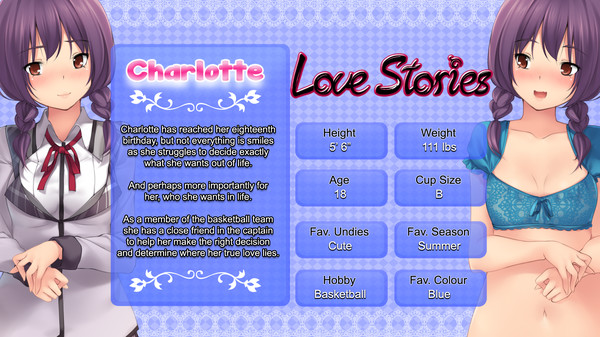 Charlotte
Charlotte has reached her eighteenth
birthday, but not everything is smiles
as she struggles to decide exactly
what she wants out of life.
And perhaps more importantly for
her, who she wants in life.
As a member of the basketball team
she has a close friend in the captain
to help her make the right decision
and determine where her true love lies.
Love Stories
Height
5' 6"
Weight
111 lbs
Age
18
Cup Size
B
Fav. Undies
Cute
Fav. Season
Summer
Hobby
Basketball
Fav. Colour
Blue